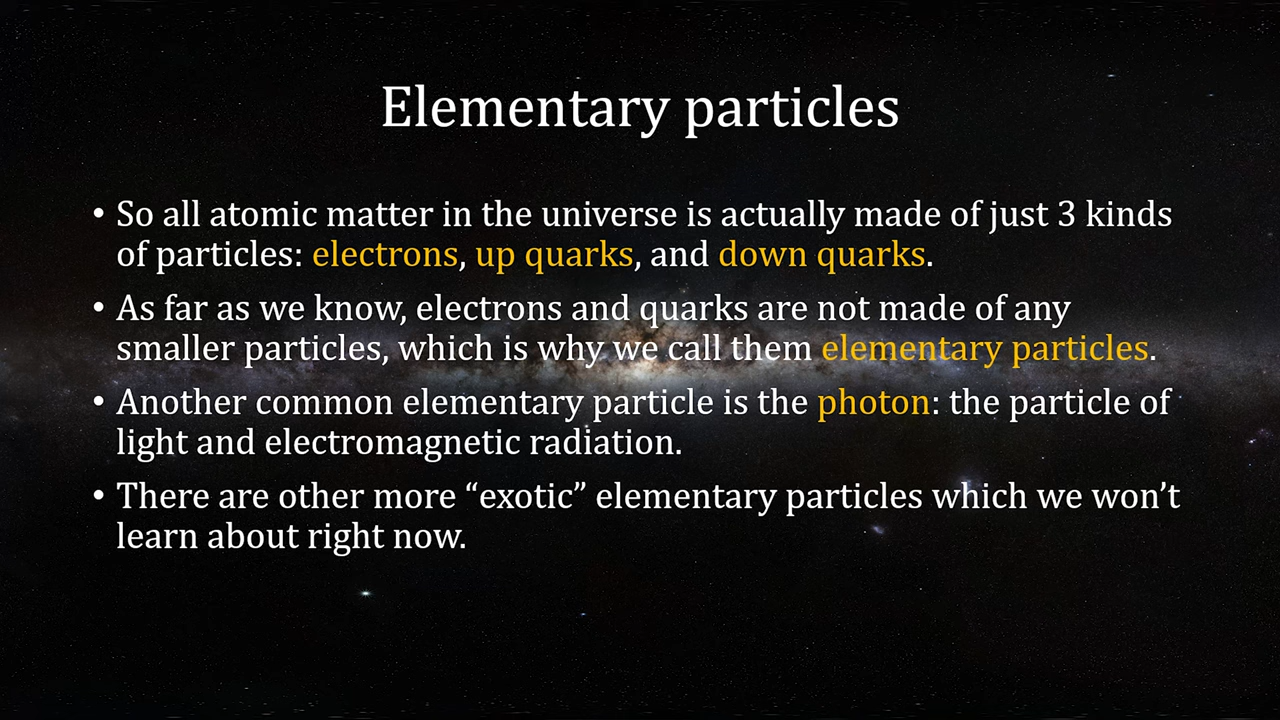 Elementary particles
• So all atomic matter in the universe is actually made of just 3 kinds
of particles: electrons, up quarks, and down quarks.
• As far as we know, electrons and quarks are not made of any
smaller particles, which is why we call them elementary particles.
• Another common elementary particle is the photon: the particle of
light and electromagnetic radiation.
• There are other more “exotic” elementary particles which we won’t
learn about right now.